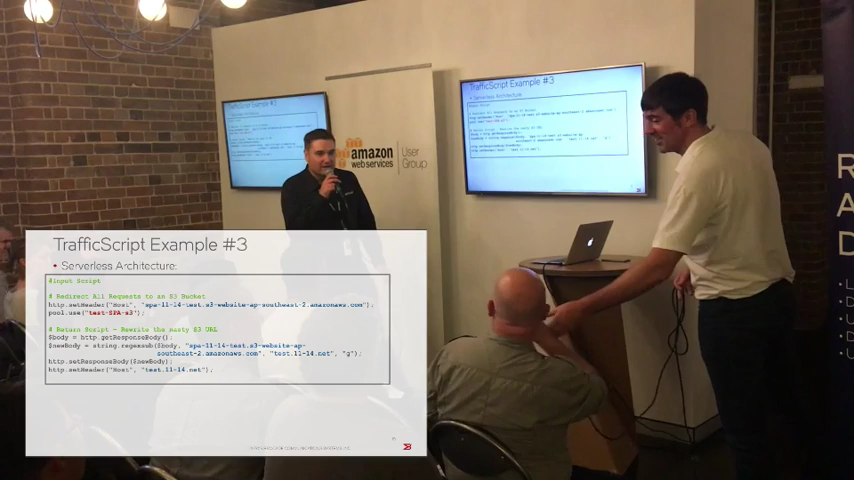 TrafficScript Example #3
• Serverless Architecture:
amazon
web services
User
Group
TrafficScript Example #3
• Serverless Architecture:
#Input Script
# Redirect All Requests to an S3 Bucket
http.setHeader("Host", "spa-11-14-test.s3-website-ap-southeast-2.amazonaws.com");
pool.use("test-SPA-s3");
# Return Script - Rewrite the nasty S3 URL
$body = http.getResponseBody();
$newBody = string.regexsub($body, "spa-11-14-test.s3-website-ap-
southeast-2.amazonaws.com", "test.11-14.net", "g");
http.setResponseBody($newBody);
http.setHeader("Host", "test.11-14.net");
R
A
D